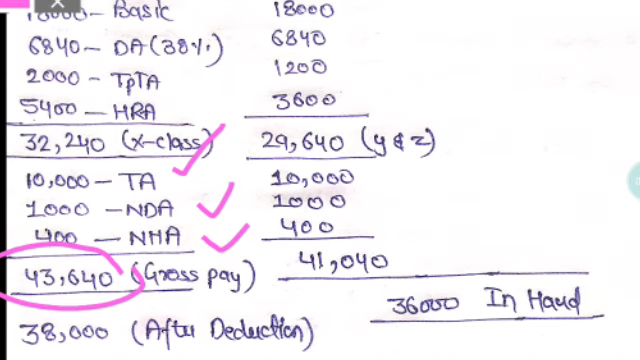 18000 - Basic 18000
6840 - DA (38%) 6840
2000 - TpTA 1200
5400 - HRA 3600
32,240 (x-class) 29,640 (y & z)
10,000 - TA 10,000
1000 - NDA 1000
400 - NHA 400
43,640 (Gross pay) 41,040
36000 In Hand
38,000 (After Deduction)